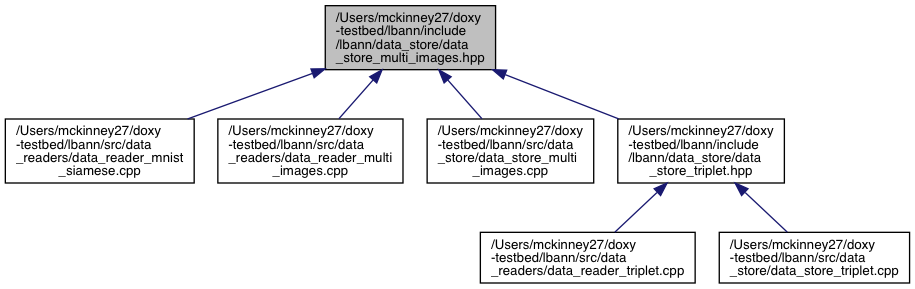 /Users/mckinney27/doxy
-testbed/lbann/include
/lbann/data_store/data
_store_multi_images.hpp
/Users/mckinney27/doxy
-testbed/lbann/src/data
_readers/data_reader_mnist
_siamese.cpp
/Users/mckinney27/doxy
-testbed/lbann/src/data
_readers/data_reader_multi
_images.cpp
/Users/mckinney27/doxy
-testbed/lbann/src/data
_store/data_store_multi
_images.cpp
/Users/mckinney27/doxy
-testbed/lbann/include
/lbann/data_store/data
_store_triplet.hpp
/Users/mckinney27/doxy
-testbed/lbann/src/data
_readers/data_reader_triplet.cpp
/Users/mckinney27/doxy
-testbed/lbann/src/data
_store/data_store_triplet.cpp